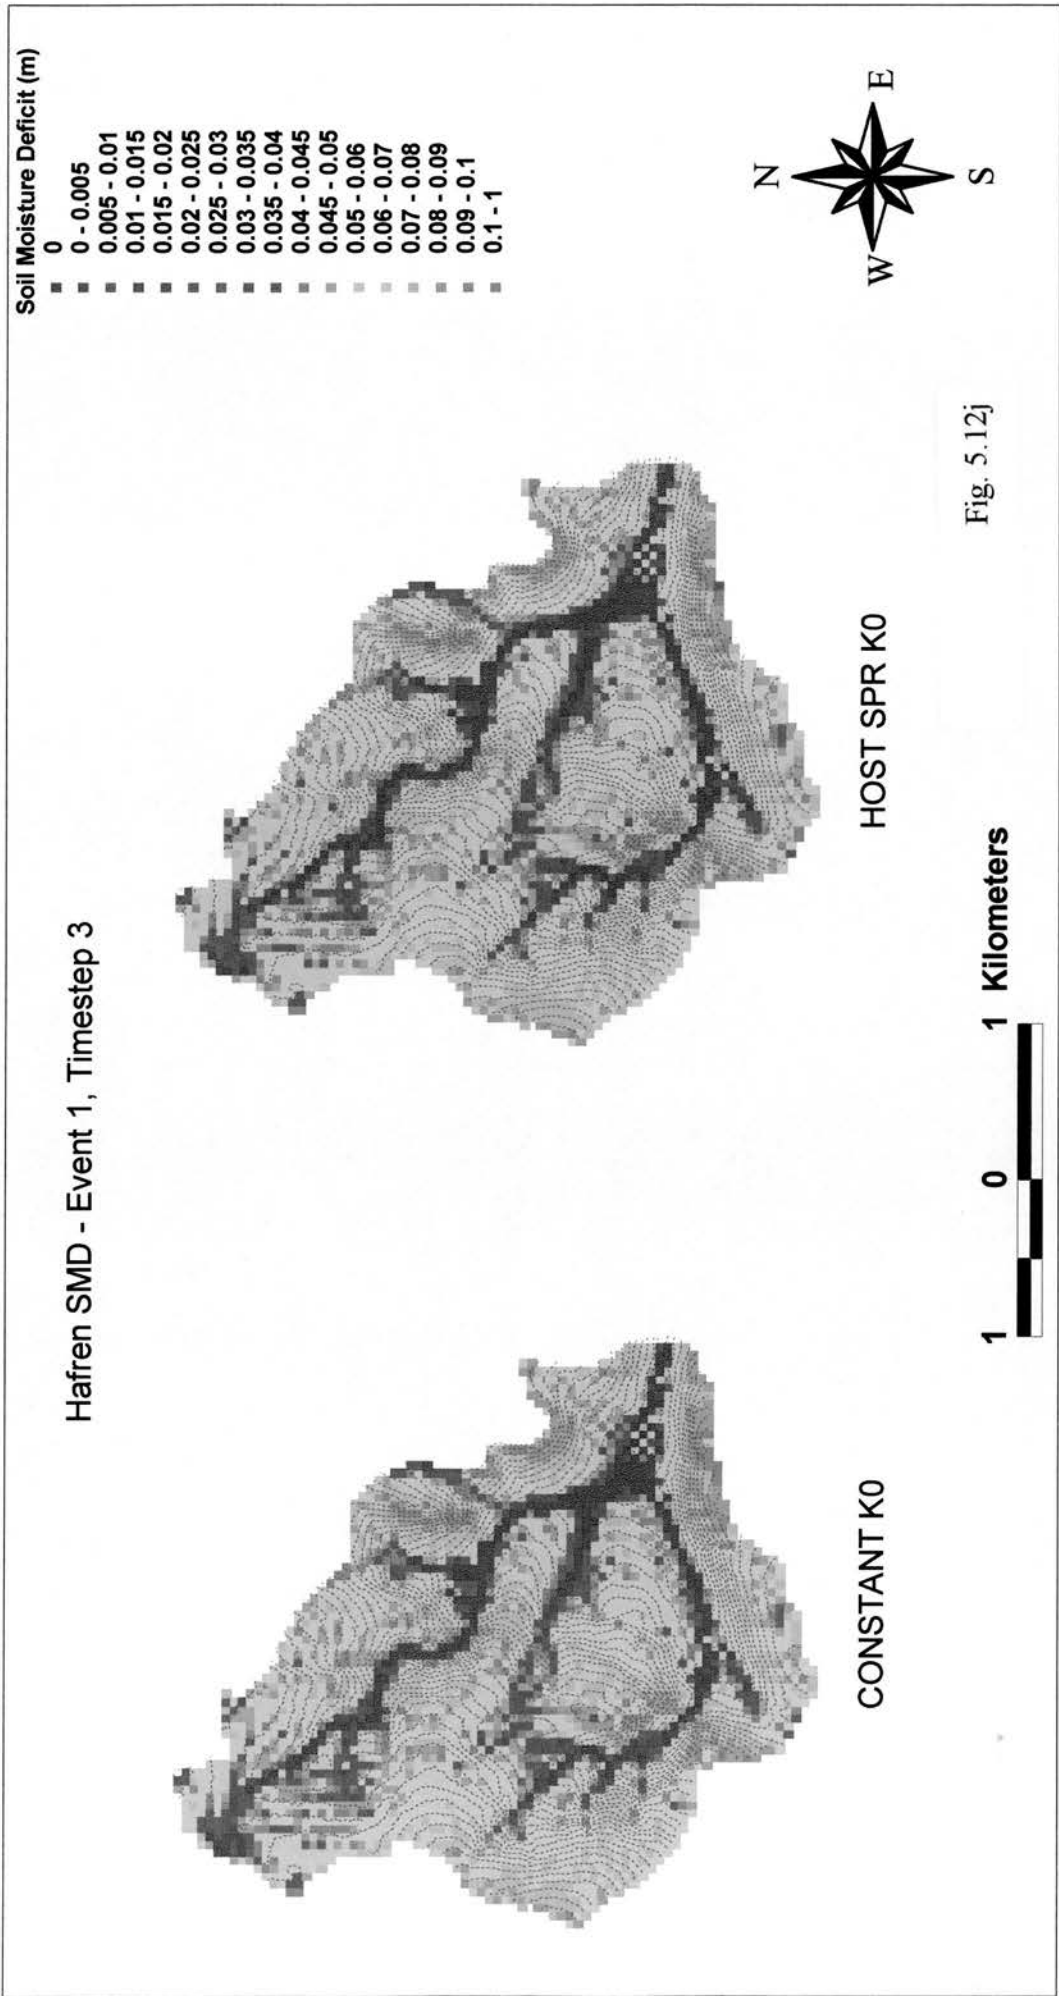 Hafren SMD - Event 1, Timestep 3
Soil Moisture Deficit (m)
0
0 - 0.005
0.005 - 0.01
0.01 - 0.015
0.015 - 0.02
0.02 - 0.025
0.025 - 0.03
0.03 - 0.035
0.035 - 0.04
0.04 - 0.045
0.045 - 0.05
0.05 - 0.06
0.06 - 0.07
0.07 - 0.08
0.08 - 0.09
0.09 - 0.1
0.1 - 1
N
W E
S
CONSTANT K0
HOST SPR K0
Fig. 5.12j
1 0 1 Kilometers